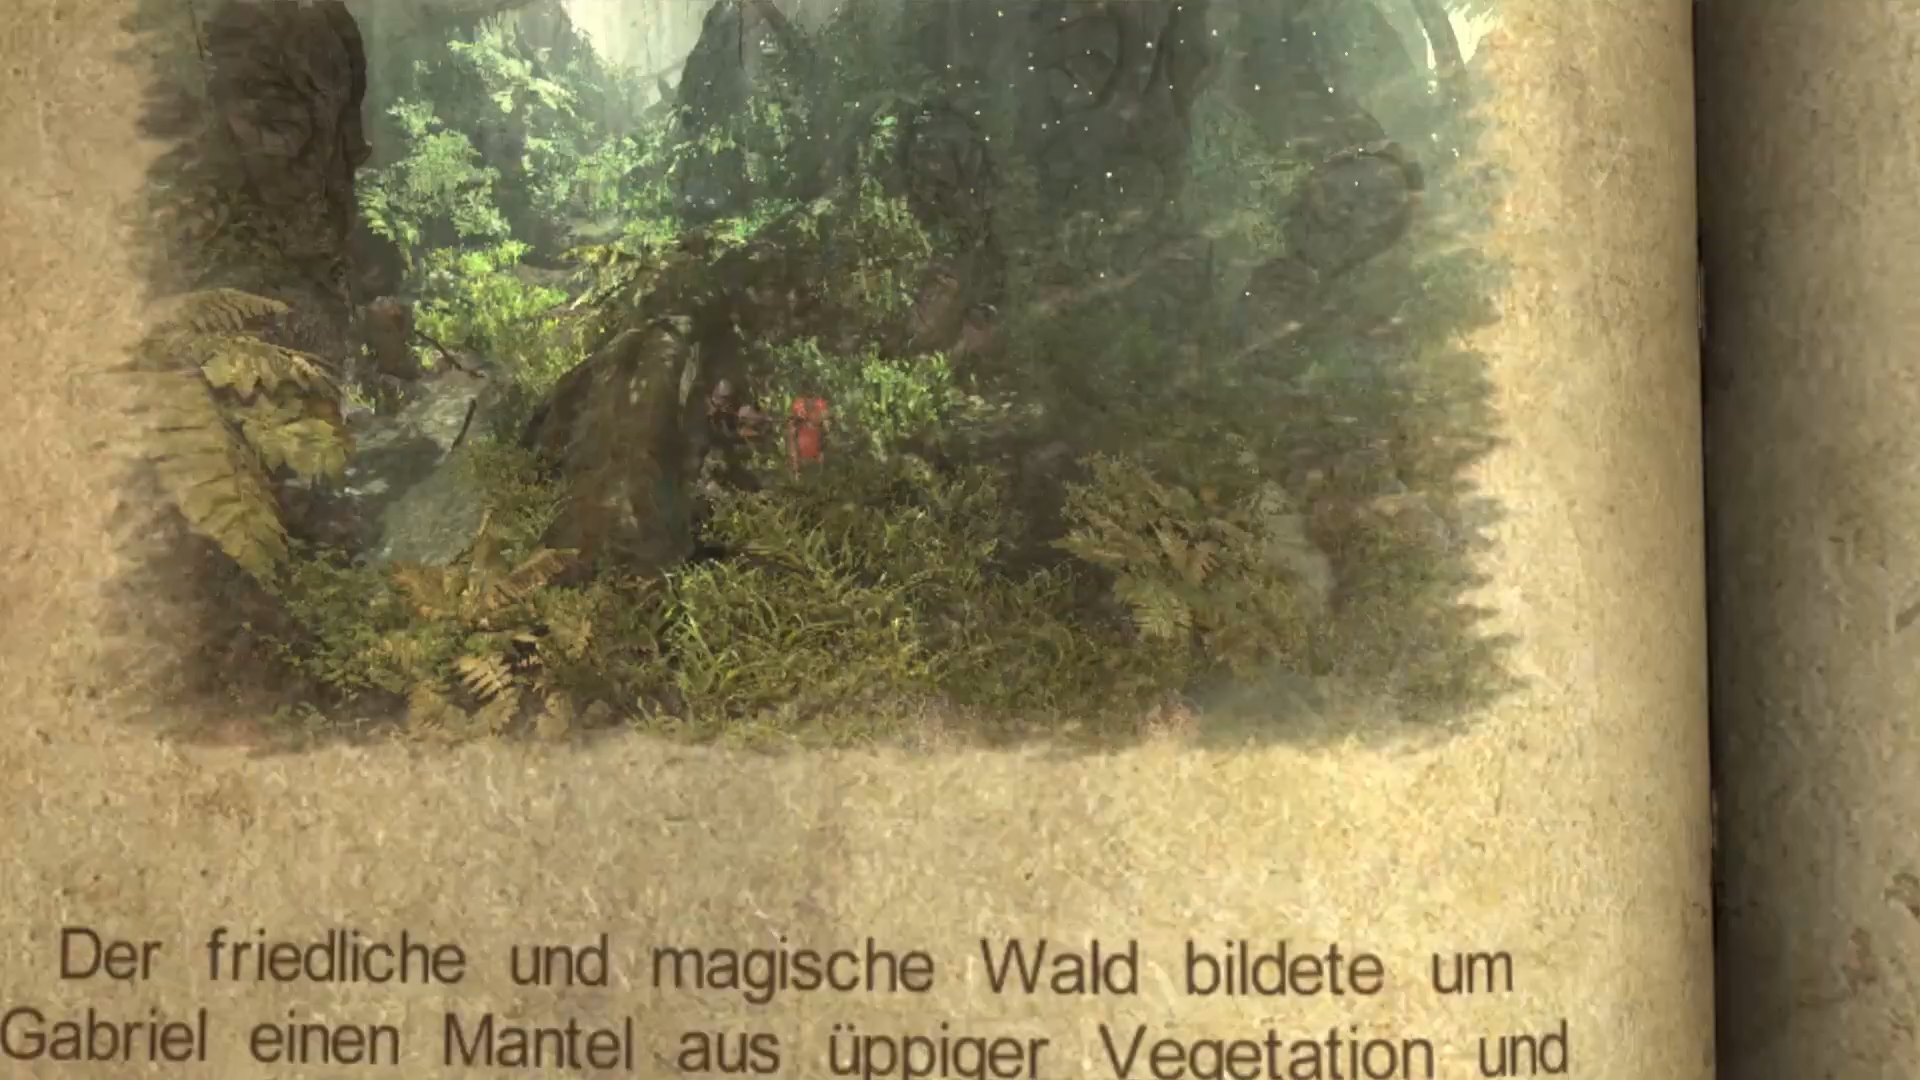 Der friedliche und magische Wald bildete um
Gabriel einen Mantel aus üppiger Vegetation und